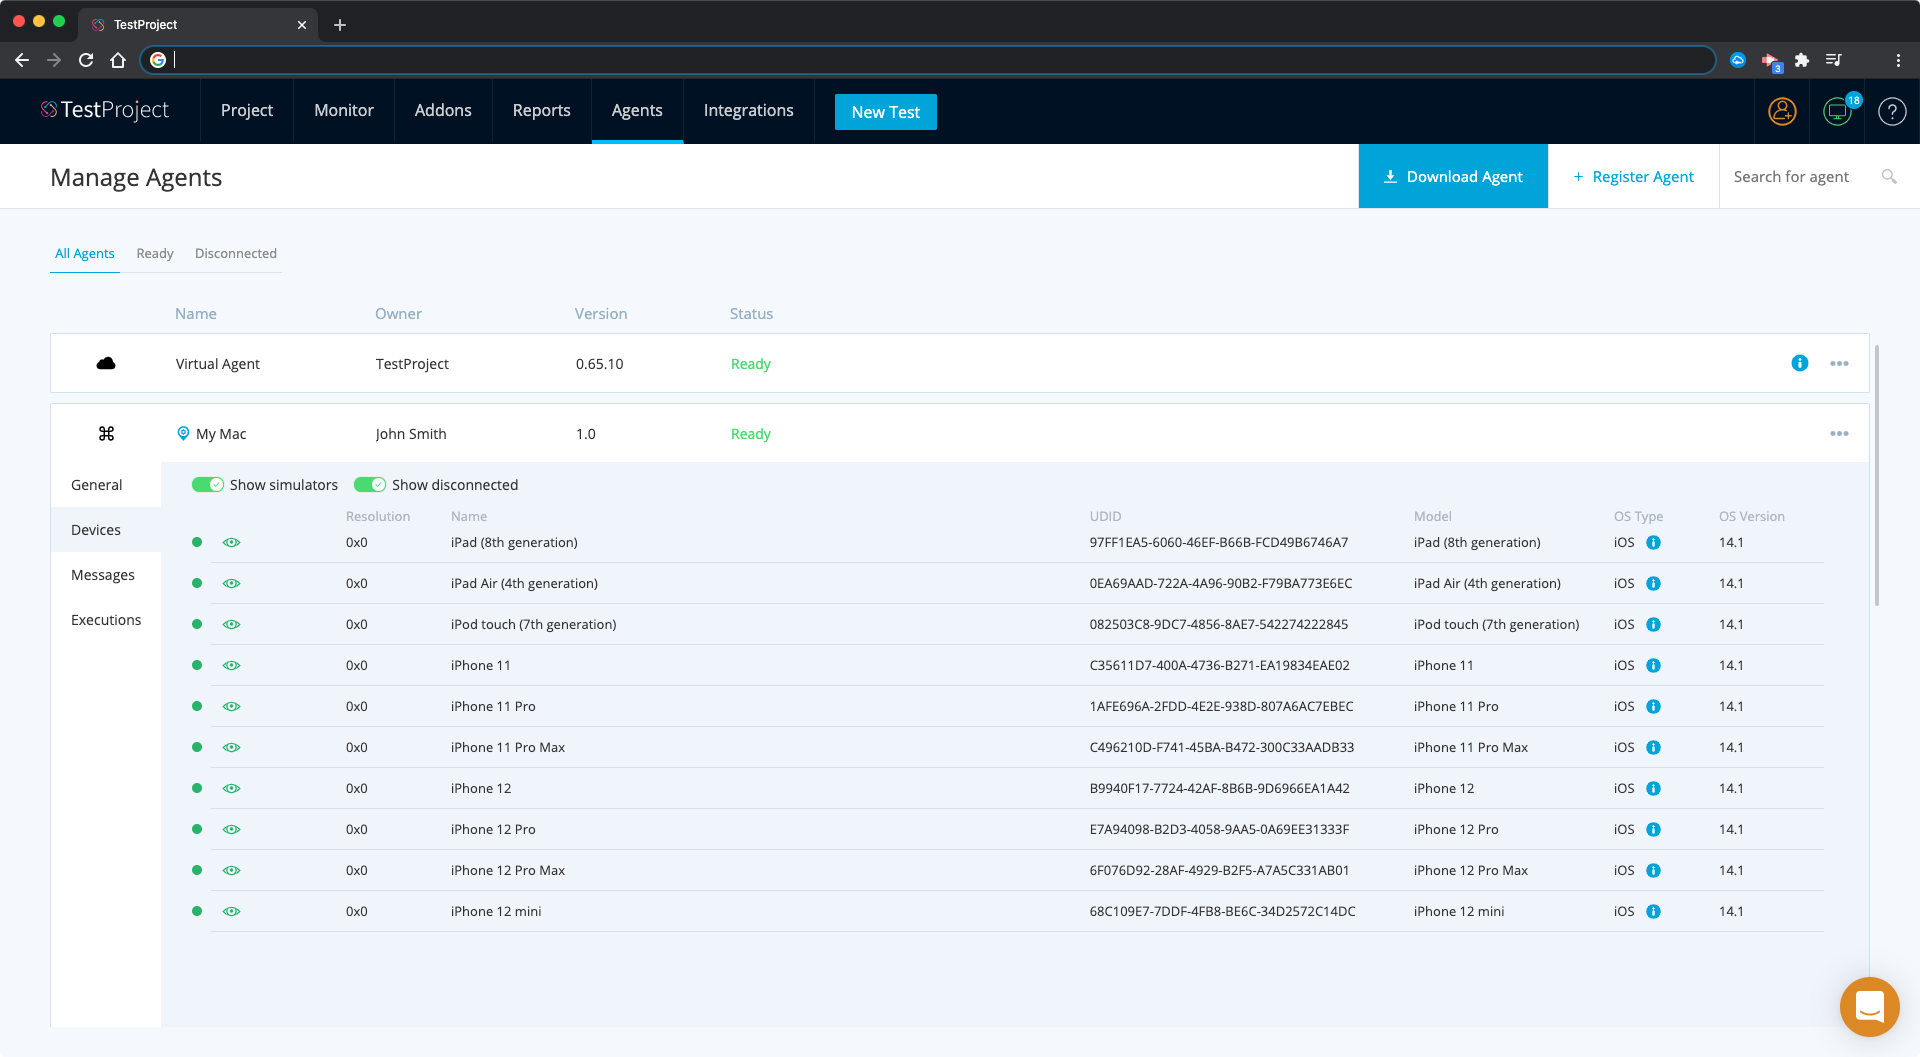 TestProject
3
TestProject Project Monitor Addons Reports Agents Integrations New Test 18 ?
Manage Agents Download Agent + Register Agent Search for agent
All Agents Ready Disconnected
Name Owner Version Status
Virtual Agent TestProject 0.65.10 Ready
My Mac John Smith 1.0 Ready
General
Devices
Messages
Executions
Show simulators Show disconnected
Resolution Name UDID Model OS Type OS Version
0x0 iPad (8th generation) 97FF1EA5-6060-46EF-B66B-FCD49B6746A7 iPad (8th generation) iOS 14.1
0x0 iPad Air (4th generation) 0EA69AAD-722A-4A96-90B2-F79BA773E6EC iPad Air (4th generation) iOS 14.1
0x0 iPod touch (7th generation) 082503C8-9DC7-4856-8AE7-542274222845 iPod touch (7th generation) iOS 14.1
0x0 iPhone 11 C35611D7-400A-4736-B271-EA19834EAE02 iPhone 11 iOS 14.1
0x0 iPhone 11 Pro 1AFE696A-2FDD-4E2E-938D-807A6AC7EBEC iPhone 11 Pro iOS 14.1
0x0 iPhone 11 Pro Max C496210D-F741-45BA-B472-300C33AADB33 iPhone 11 Pro Max iOS 14.1
0x0 iPhone 12 B9940F17-7724-42AF-8B6B-9D6966EA1A42 iPhone 12 iOS 14.1
0x0 iPhone 12 Pro E7A94098-B2D3-4058-9AA5-0A69EE31333F iPhone 12 Pro iOS 14.1
0x0 iPhone 12 Pro Max 6F076D92-28AF-4929-B2F5-A7A5C331AB01 iPhone 12 Pro Max iOS 14.1
0x0 iPhone 12 mini 68C109E7-7DDF-4FB8-BE6C-34D2572C14DC iPhone 12 mini iOS 14.1